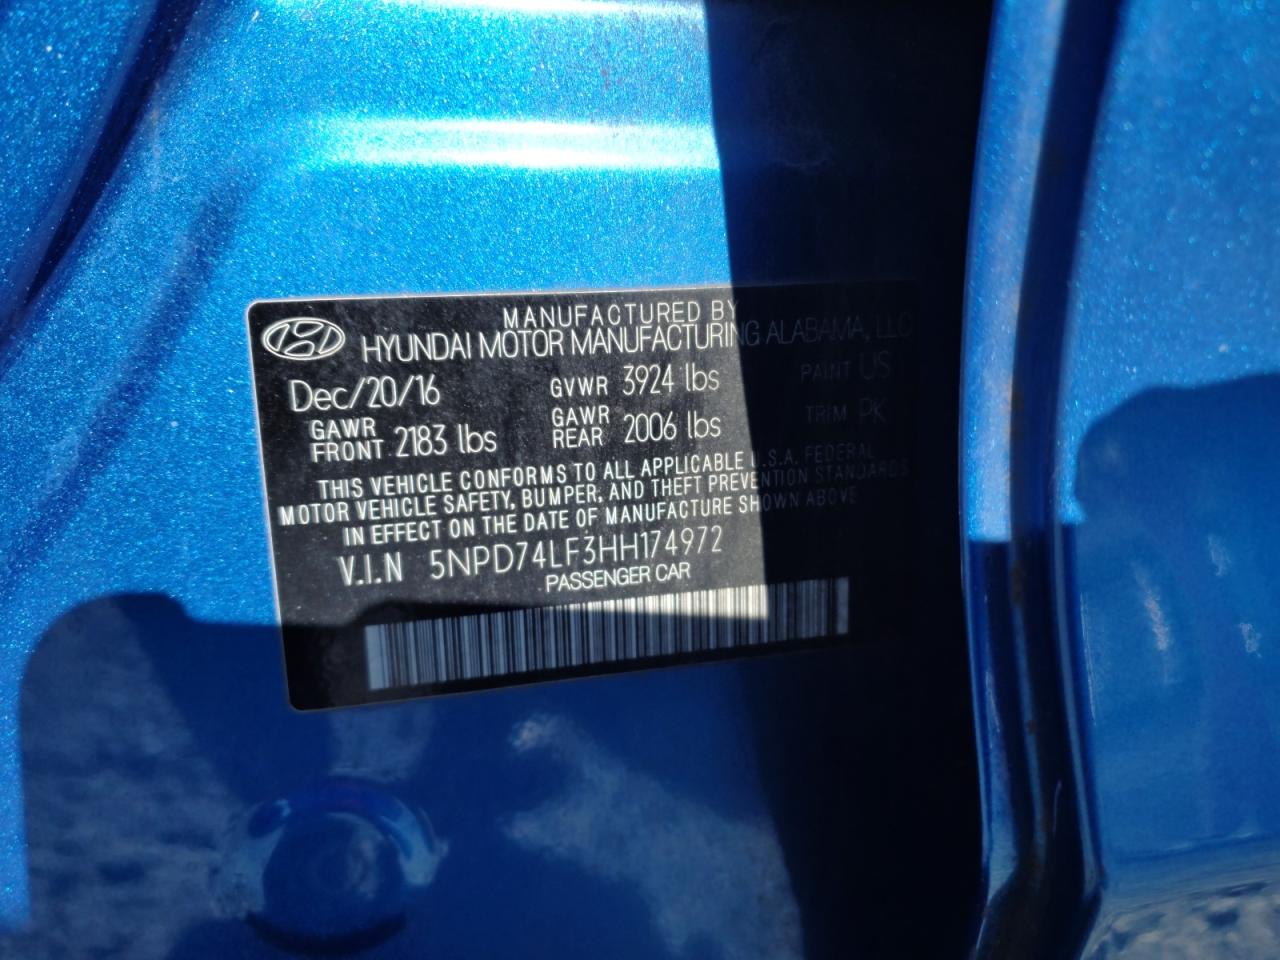 MANUFACTURED BY
HYUNDAI MOTOR MANUFACTURING ALABAMA, LLC
Dec/20/16 GVWR 3924 lbs PAINT US
GAWR FRONT 2183 lbs GAWR REAR 2006 lbs TRIM PK
THIS VEHICLE CONFORMS TO ALL APPLICABLE U.S.A. FEDERAL
MOTOR VEHICLE SAFETY, BUMPER, AND THEFT PREVENTION STANDARDS
IN EFFECT ON THE DATE OF MANUFACTURE SHOWN ABOVE
V.I.N 5NPD74LF3HH174972
PASSENGER CAR